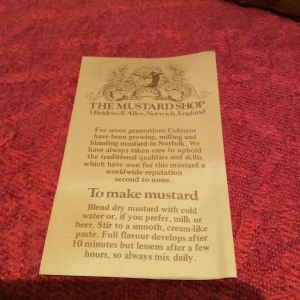 THE MUSTARD SHOP
3 Bridewell Alley, Norwich, England
For seven generations Colmans
have been growing, milling and
blending mustard in Norfolk. We
have always taken care to uphold
the traditional qualities and skills
which have won for this mustard a
worldwide reputation
second to none.
To make mustard
Blend dry mustard with cold
water or, if you prefer, milk or
beer. Stir to a smooth, cream-like
paste. Full flavour develops after
10 minutes but lessens after a few
hours, so always mix daily.